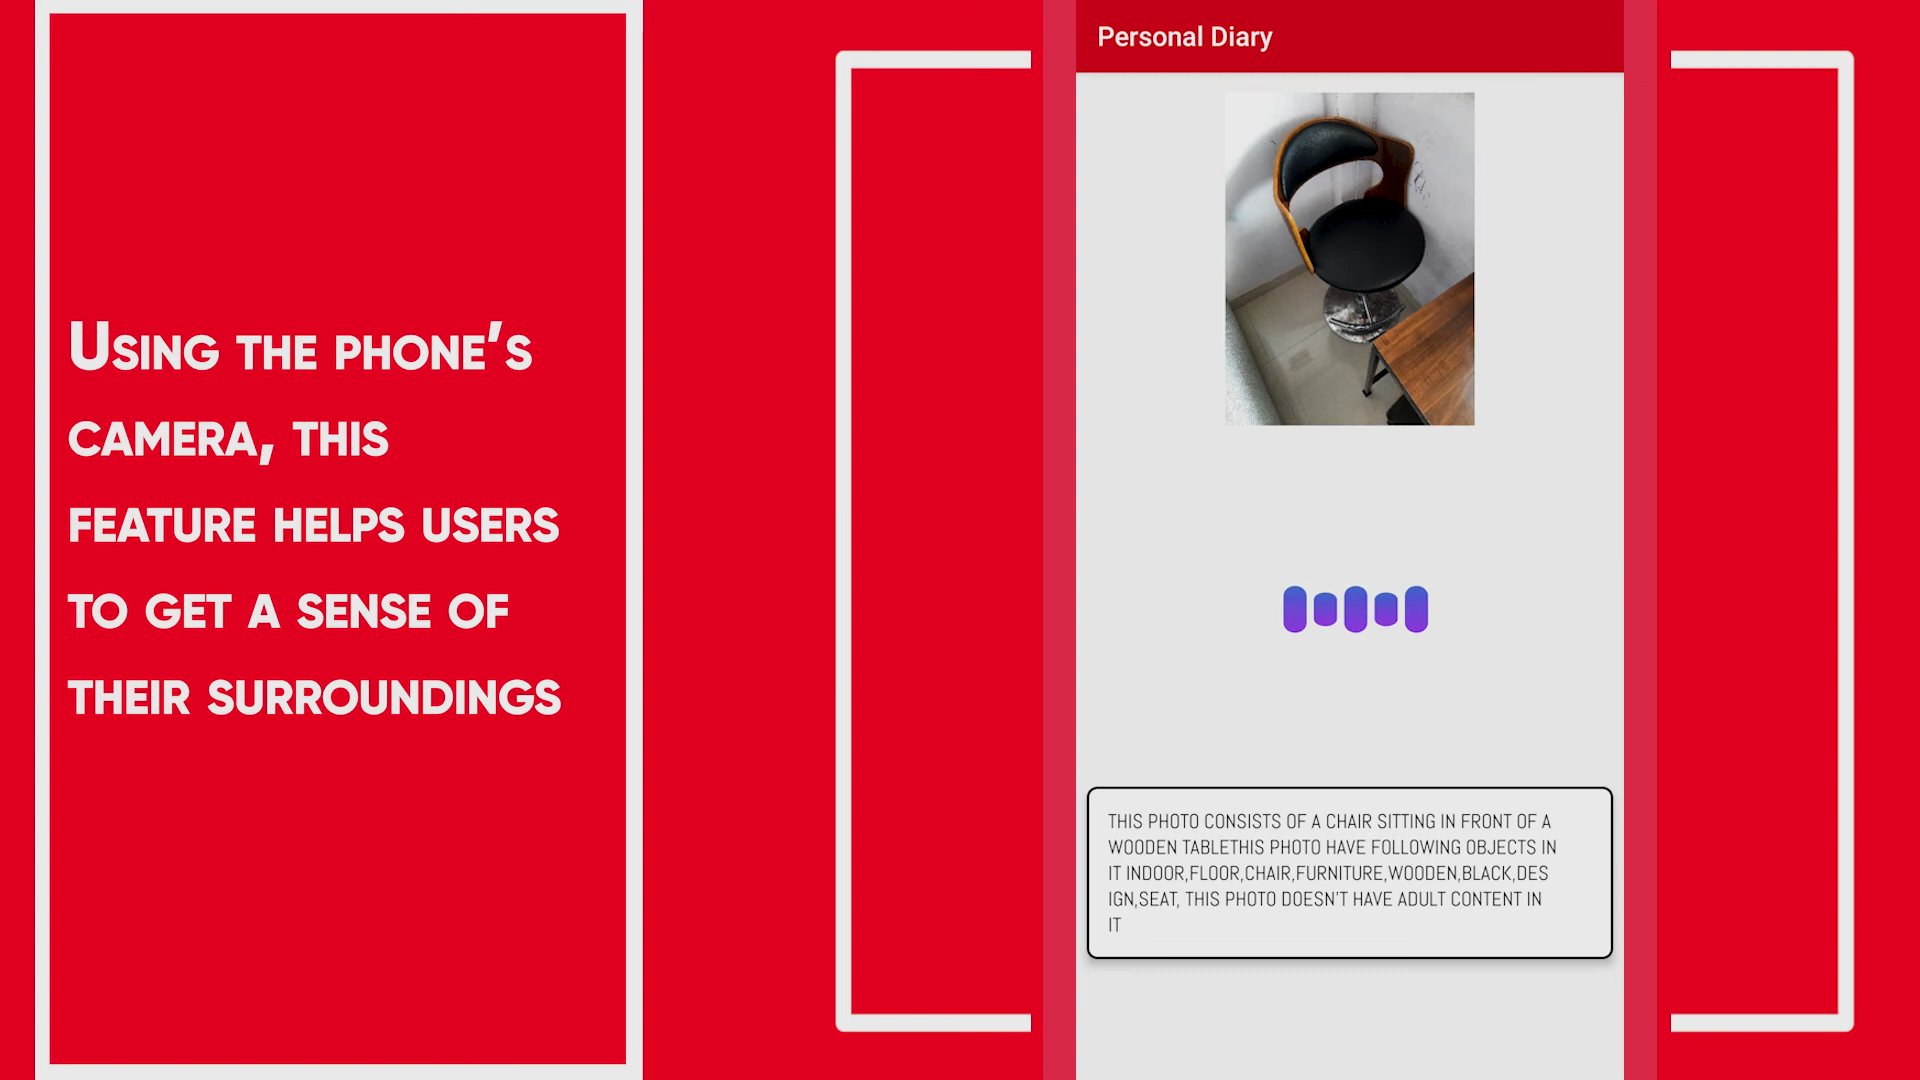 Using the phone's
camera, this
feature helps users
to get a sense of
their surroundings
Personal Diary
THIS PHOTO CONSISTS OF A CHAIR SITTING IN FRONT OF A
WOODEN TABLETHIS PHOTO HAVE FOLLOWING OBJECTS IN
IT INDOOR,FLOOR,CHAIR,FURNITURE,WOODEN,BLACK,DES
IGN,SEAT, THIS PHOTO DOESN'T HAVE ADULT CONTENT IN
IT